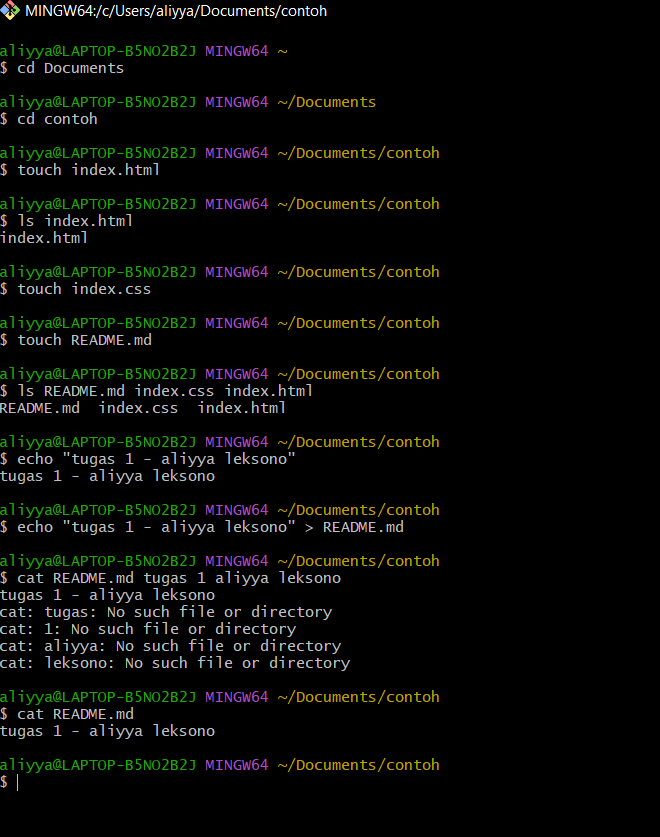 MINGW64:/c/Users/aliyya/Documents/contoh
aliyya@LAPTOP-B5NO2B2J MINGW64 ~
$ cd Documents
aliyya@LAPTOP-B5NO2B2J MINGW64 ~/Documents
$ cd contoh
aliyya@LAPTOP-B5NO2B2J MINGW64 ~/Documents/contoh
$ touch index.html
aliyya@LAPTOP-B5NO2B2J MINGW64 ~/Documents/contoh
$ ls index.html
index.html
aliyya@LAPTOP-B5NO2B2J MINGW64 ~/Documents/contoh
$ touch index.css
aliyya@LAPTOP-B5NO2B2J MINGW64 ~/Documents/contoh
$ touch README.md
aliyya@LAPTOP-B5NO2B2J MINGW64 ~/Documents/contoh
$ ls README.md index.css index.html
README.md  index.css  index.html
aliyya@LAPTOP-B5NO2B2J MINGW64 ~/Documents/contoh
$ echo "tugas 1 - aliyya leksono"
tugas 1 - aliyya leksono
aliyya@LAPTOP-B5NO2B2J MINGW64 ~/Documents/contoh
$ echo "tugas 1 - aliyya leksono" > README.md
aliyya@LAPTOP-B5NO2B2J MINGW64 ~/Documents/contoh
$ cat README.md tugas 1 aliyya leksono
tugas 1 - aliyya leksono
cat: tugas: No such file or directory
cat: 1: No such file or directory
cat: aliyya: No such file or directory
cat: leksono: No such file or directory
aliyya@LAPTOP-B5NO2B2J MINGW64 ~/Documents/contoh
$ cat README.md
tugas 1 - aliyya leksono
aliyya@LAPTOP-B5NO2B2J MINGW64 ~/Documents/contoh
$